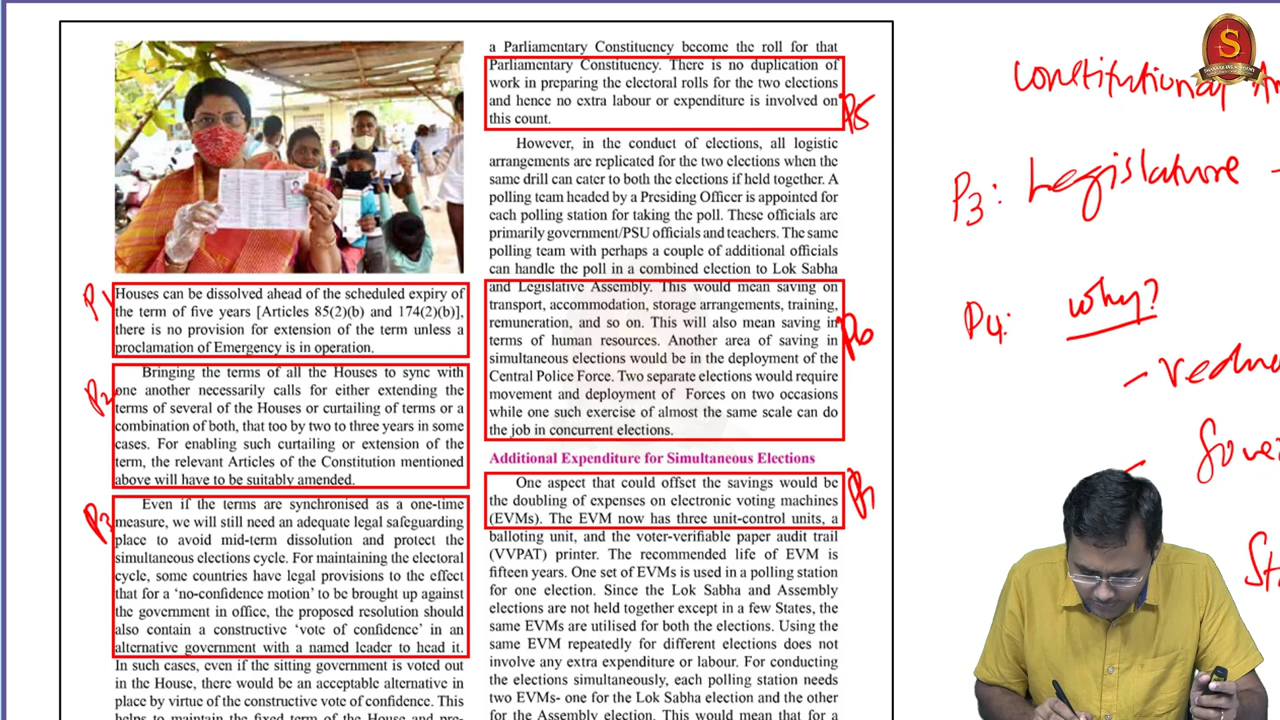 Houses can be dissolved ahead of the scheduled expiry of
the term of five years [Articles 85(2)(b) and 174(2)(b)],
there is no provision for extension of the term unless a
proclamation of Emergency is in operation.
Bringing the terms of all the Houses to sync with
one another necessarily calls for either extending the
terms of several of the Houses or curtailing of terms or a
combination of both, that too by two to three years in some
cases. For enabling such curtailing or extension of the
term, the relevant Articles of the Constitution mentioned
above will have to be suitably amended.
Even if the terms are synchronised as a one-time
measure, we will still need an adequate legal safeguarding
place to avoid mid-term dissolution and protect the
simultaneous elections cycle. For maintaining the electoral
cycle, some countries have legal provisions to the effect
that for a ‘no-confidence motion’ to be brought up against
the government in office, the proposed resolution should
also contain a constructive ‘vote of confidence’ in an
alternative government with a named leader to head it.
In such cases, even if the sitting government is voted out
in the House, there would be an acceptable alternative in
place by virtue of the constructive vote of confidence. This
helps to maintain the fixed term of the House and pre-
P1
P2
P3
a Parliamentary Constituency become the roll for that
Parliamentary Constituency. There is no duplication of
work in preparing the electoral rolls for the two elections
and hence no extra labour or expenditure is involved on
this count.
However, in the conduct of elections, all logistic
arrangements are replicated for the two elections when the
same drill can cater to both the elections if held together. A
polling team headed by a Presiding Officer is appointed for
each polling station for taking the poll. These officials are
primarily government/PSU officials and teachers. The same
polling team with perhaps a couple of additional officials
can handle the poll in a combined election to Lok Sabha
and Legislative Assembly. This would mean saving on
transport, accommodation, storage arrangements, training,
remuneration, and so on. This will also mean saving in
terms of human resources. Another area of saving in
simultaneous elections would be in the deployment of the
Central Police Force. Two separate elections would require
movement and deployment of Forces on two occasions
while one such exercise of almost the same scale can do
the job in concurrent elections.
Additional Expenditure for Simultaneous Elections
One aspect that could offset the savings would be
the doubling of expenses on electronic voting machines
(EVMs). The EVM now has three unit-control units, a
balloting unit, and the voter-verifiable paper audit trail
(VVPAT) printer. The recommended life of EVM is
fifteen years. One set of EVMs is used in a polling station
for one election. Since the Lok Sabha and Assembly
elections are not held together except in a few States, the
same EVMs are utilised for both the elections. Using the
same EVM repeatedly for different elections does not
involve any extra expenditure or labour. For conducting
the elections simultaneously, each polling station needs
two EVMs- one for the Lok Sabha election and the other
for the Assembly election. This would mean that for a
P5
P6
P7
S
Constitutional Am
P3: Legislature -
P4: Why?
- redu
- Gove
St